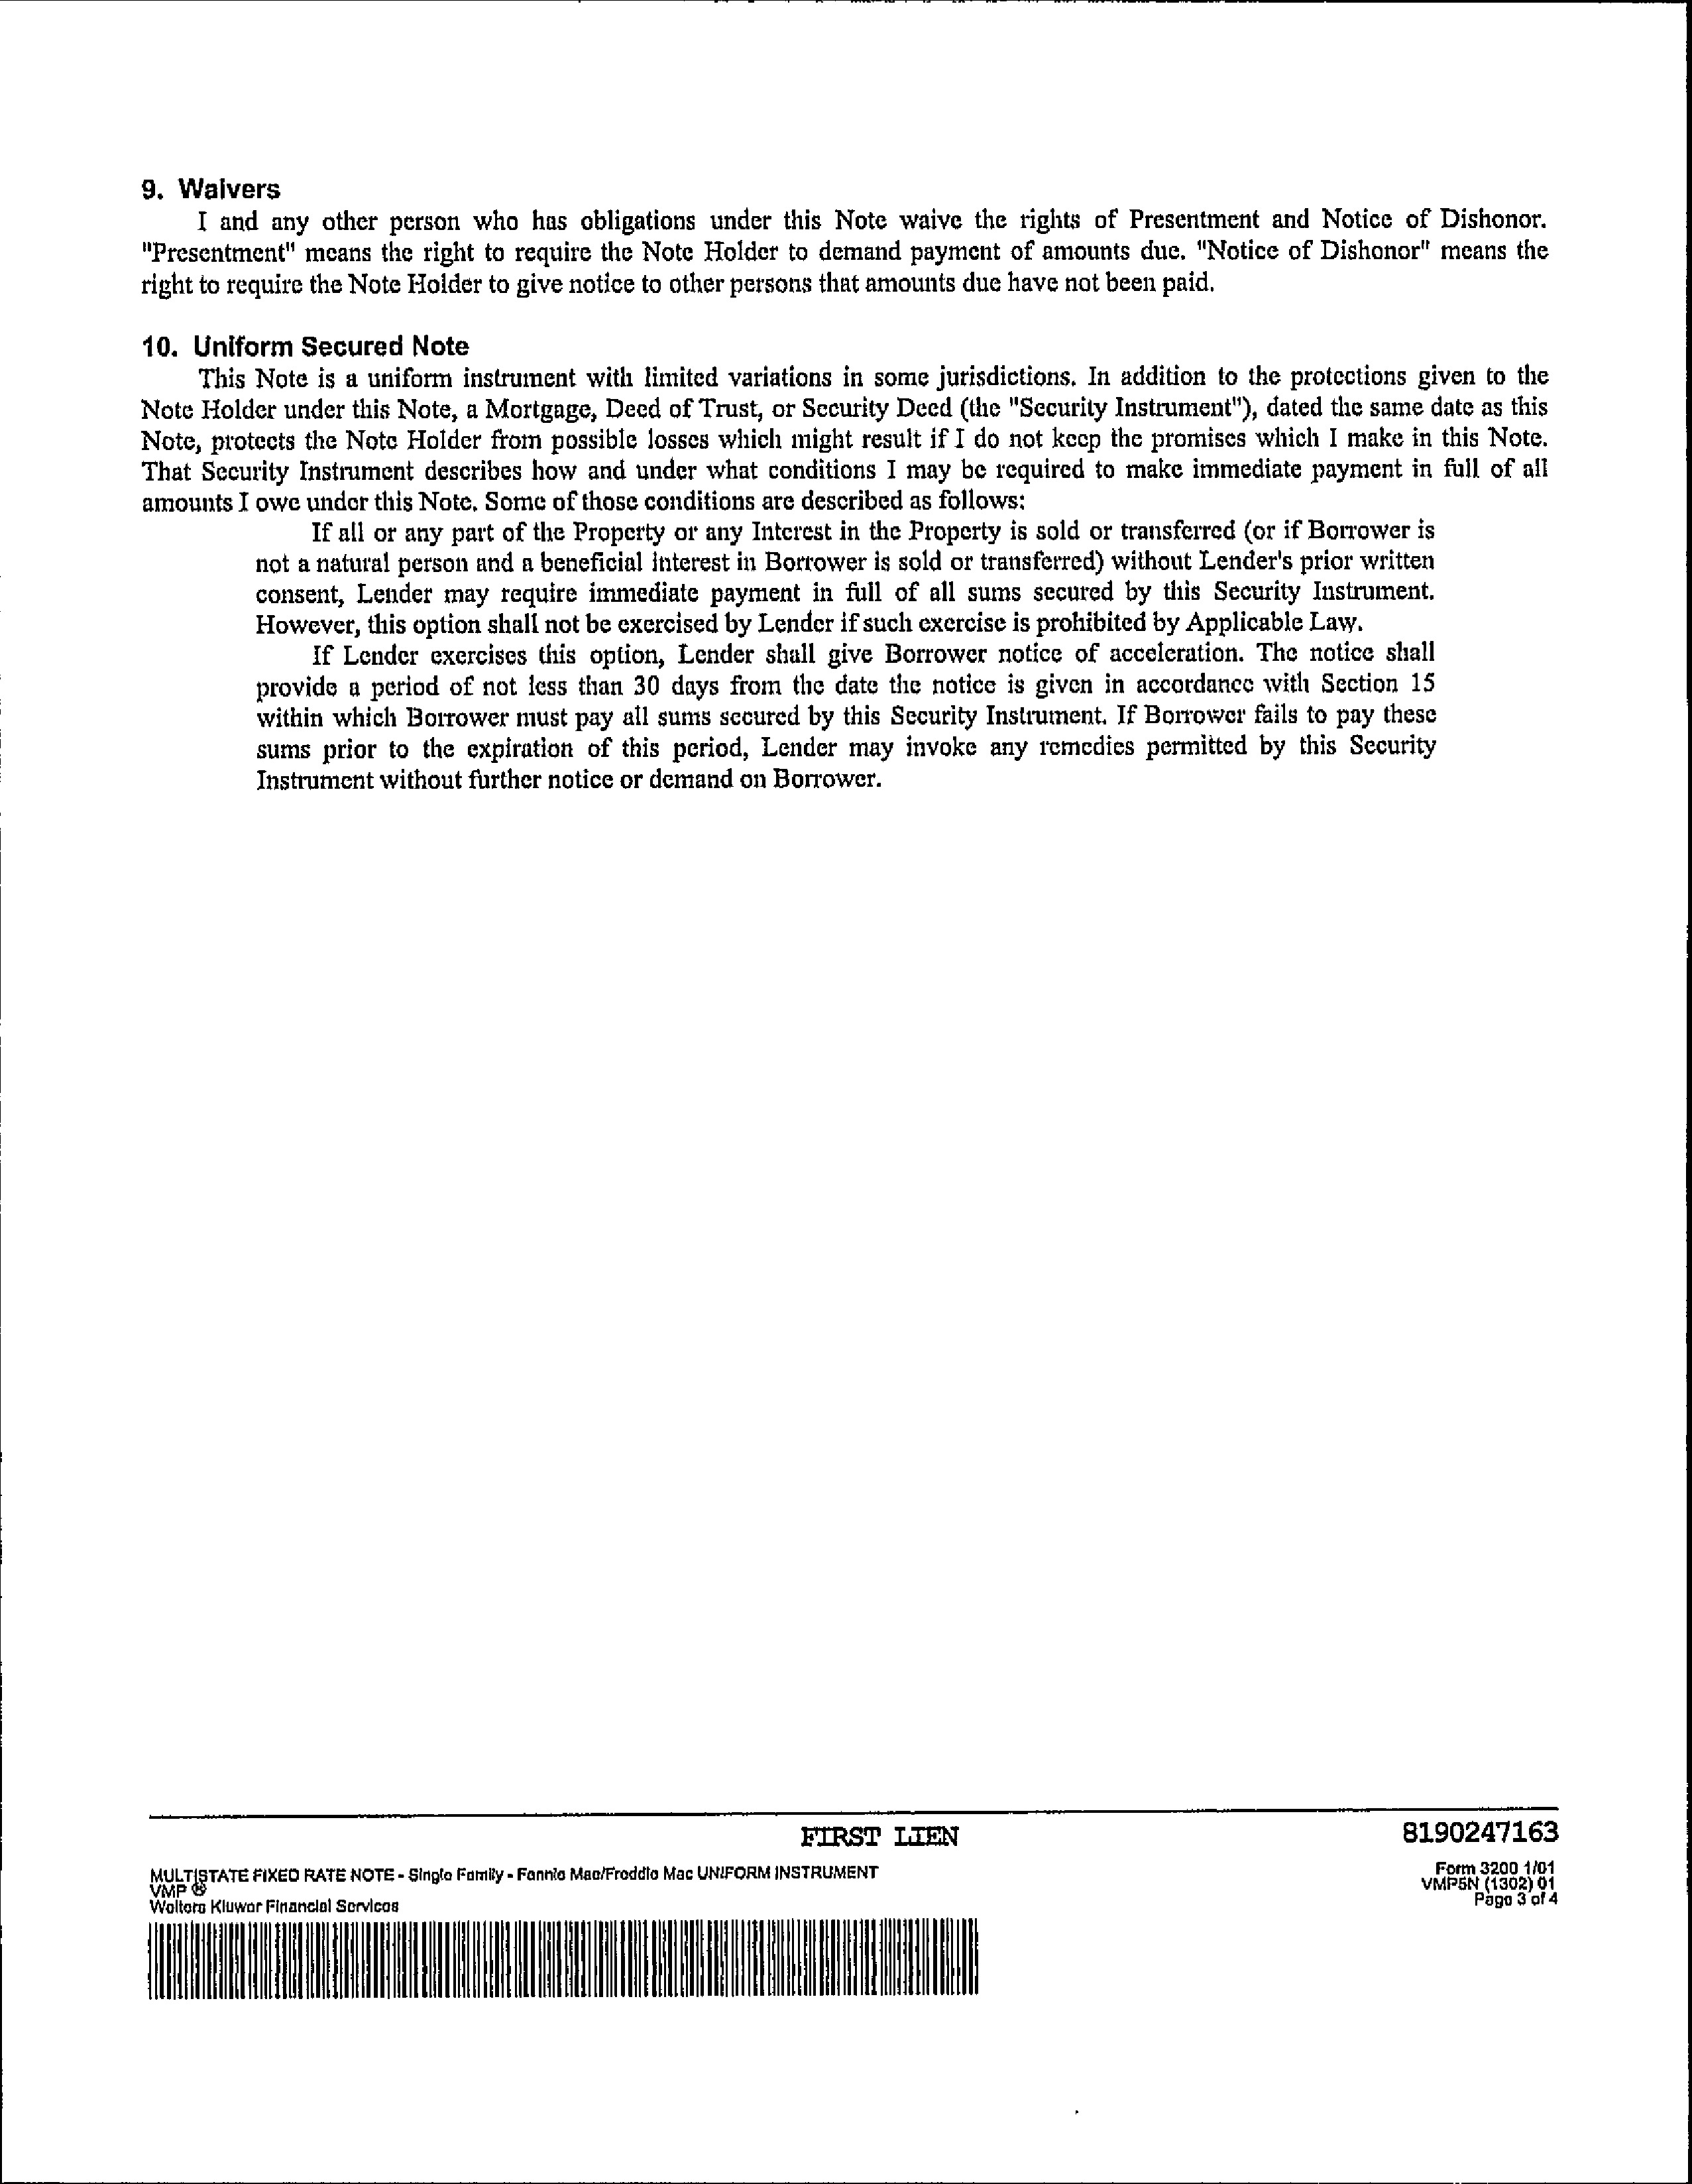 9. Waivers
I and any other person who has obligations under this Note waive the rights of Presentment and Notice of Dishonor.
"Presentment" means the right to require the Note Holder to demand payment of amounts due. "Notice of Dishonor" means the
right to require the Note Holder to give notice to other persons that amounts due have not been paid.
10. Uniform Secured Note
This Note is a uniform instrument with limited variations in some jurisdictions. In addition to the protections given to the
Note Holder under this Note, a Mortgage, Deed of Trust, or Security Deed (the "Security Instrument"), dated the same date as this
Note, protects the Note Holder from possible losses which might result if I do not keep the promises which I make in this Note.
That Security Instrument describes how and under what conditions I may be required to make immediate payment in full of all
amounts I owe under this Note. Some of those conditions are described as follows:
If all or any part of the Property or any Interest in the Property is sold or transferred (or if Borrower is
not a natural person and a beneficial interest in Borrower is sold or transferred) without Lender's prior written
consent, Lender may require immediate payment in full of all sums secured by this Security Instrument.
However, this option shall not be exercised by Lender if such exercise is prohibited by Applicable Law.
If Lender exercises this option, Lender shall give Borrower notice of acceleration. The notice shall
provide a period of not less than 30 days from the date the notice is given in accordance with Section 15
within which Borrower must pay all sums secured by this Security Instrument. If Borrower fails to pay these
sums prior to the expiration of this period, Lender may invoke any remedies permitted by this Security
Instrument without further notice or demand on Borrower.
FIRST LIEN 8190247163
MULTISTATE FIXED RATE NOTE - Single Family - Fannie Mae/Freddie Mac UNIFORM INSTRUMENT Form 3200 1/01
VMP ® VMP5N (1302) 01
Wolters Kluwer Financial Services Page 3 of 4